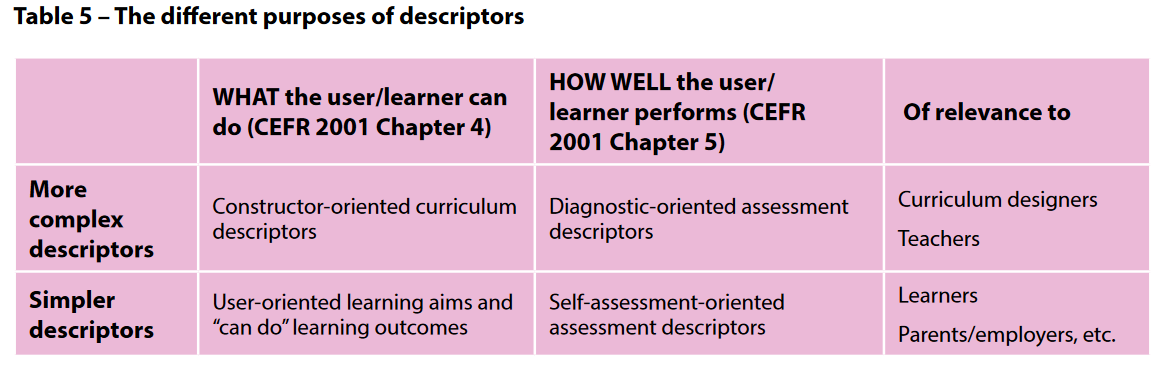 Table 5 – The different purposes of descriptors
WHAT the user/learner can
do (CEFR 2001 Chapter 4)
HOW WELL the user/
learner performs (CEFR
2001 Chapter 5)
Of relevance to
More
complex
descriptors
Constructor-oriented curriculum
descriptors
Diagnostic-oriented assessment
descriptors
Curriculum designers
Teachers
Simpler
descriptors
User-oriented learning aims and
“can do” learning outcomes
Self-assessment-oriented
assessment descriptors
Learners
Parents/employers, etc.